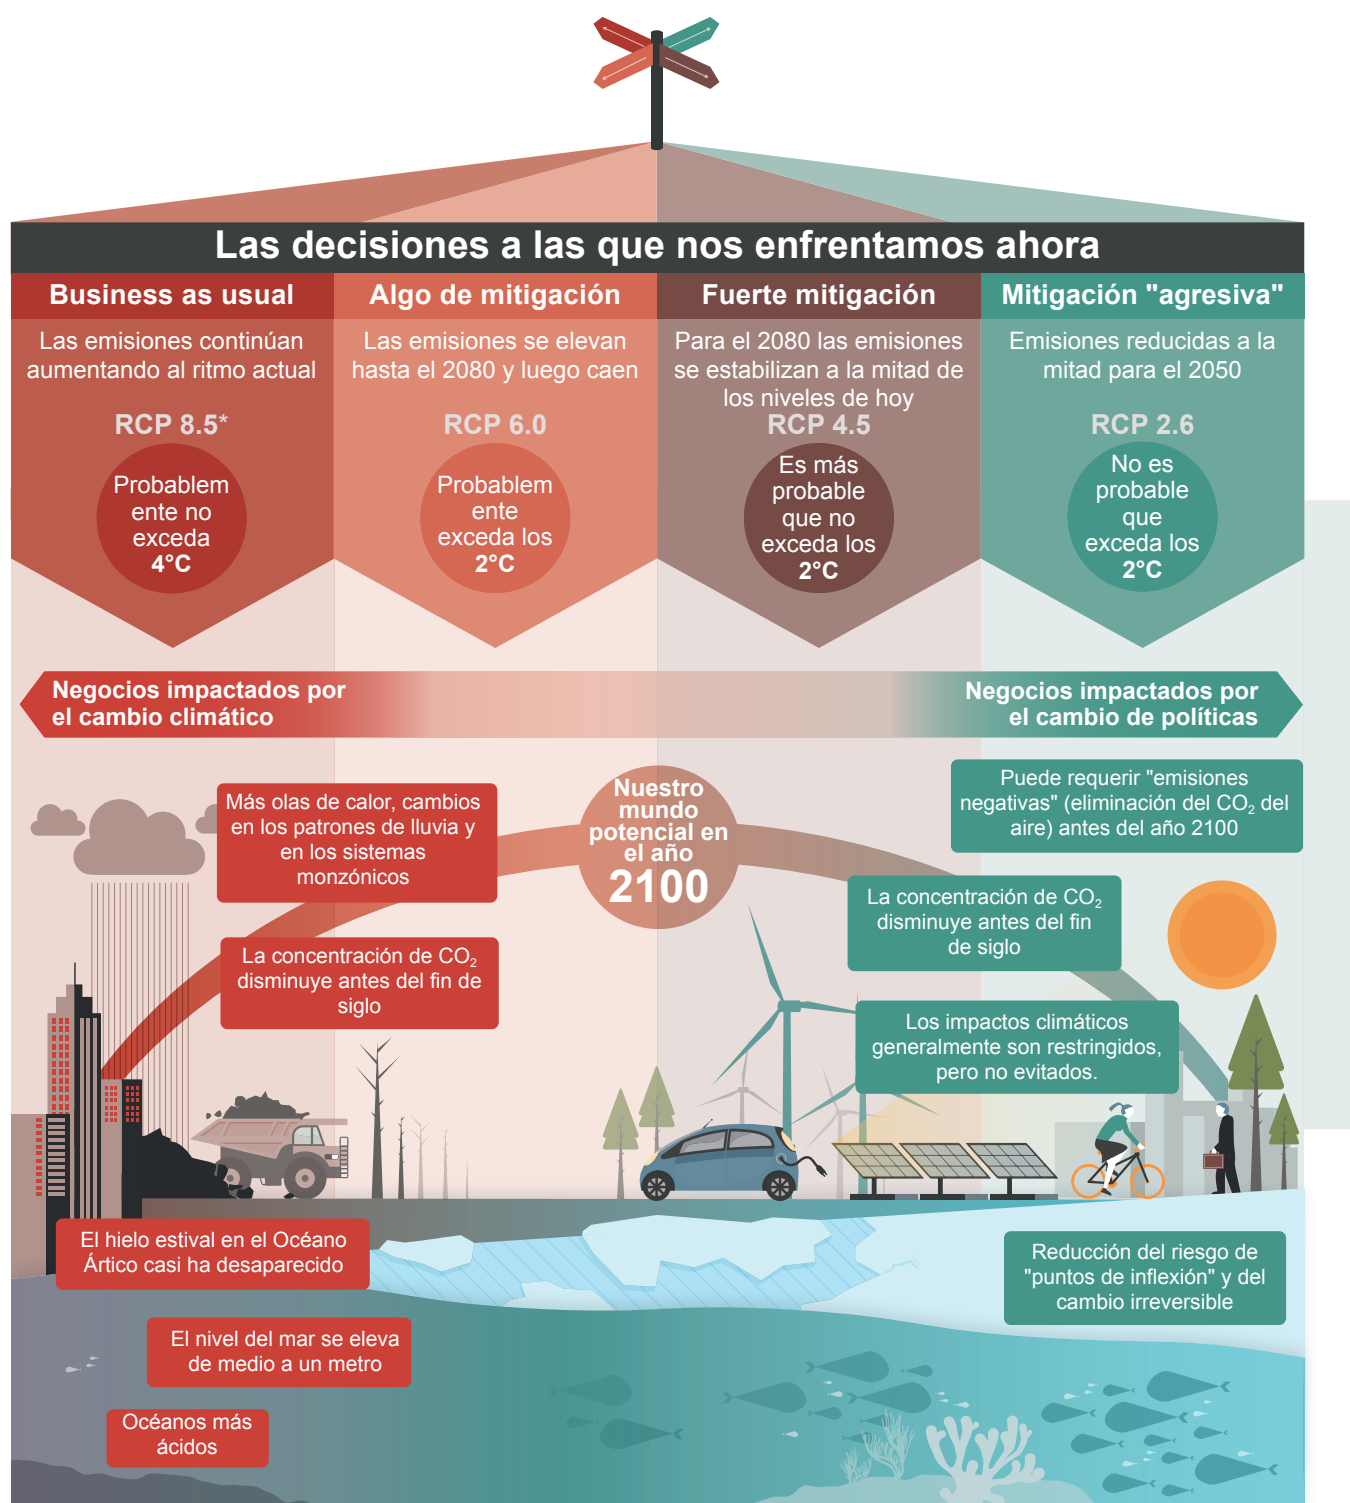 Las decisiones a las que nos enfrentamos ahora
Business as usual
Las emisiones continúan
aumentando al ritmo actual
RCP 8.5*
Probablem
ente no
exceda
4°C
Algo de mitigación
Las emisiones se elevan
hasta el 2080 y luego caen
RCP 6.0
Probablem
ente
exceda los
2°C
Fuerte mitigación
Para el 2080 las emisiones
se estabilizan a la mitad de
los niveles de hoy
RCP 4.5
Es más
probable
que no
exceda los
2°C
Mitigación "agresiva"
Emisiones reducidas a la
mitad para el 2050
RCP 2.6
No es
probable
que
exceda los
2°C
Negocios impactados por
el cambio climático
Negocios impactados por
el cambio de políticas
Nuestro
mundo
potencial en
el año
2100
Más olas de calor, cambios
en los patrones de lluvia y
en los sistemas
monzónicos
La concentración de CO₂
disminuye antes del fin de
siglo
Puede requerir "emisiones
negativas" (eliminación del CO₂ del
aire) antes del año 2100
La concentración de CO₂
disminuye antes del fin
de siglo
Los impactos climáticos
generalmente son restringidos,
pero no evitados.
El hielo estival en el Océano
Ártico casi ha desaparecido
El nivel del mar se eleva
de medio a un metro
Océanos más
ácidos
Reducción del riesgo de
"puntos de inflexión" y del
cambio irreversible